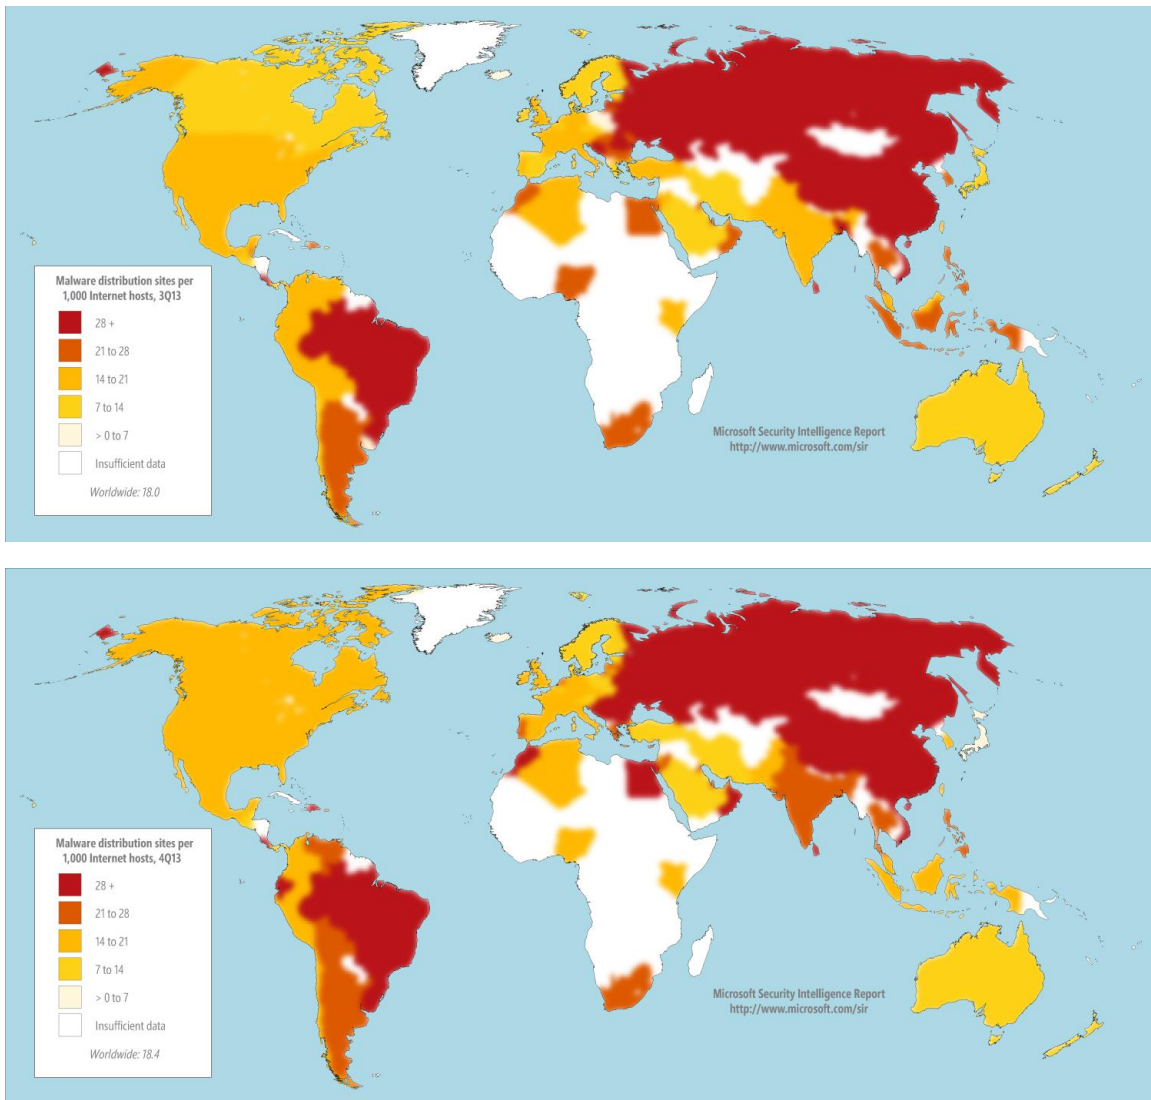 Malware distribution sites per
1,000 Internet hosts, 3Q13
28 +
21 to 28
14 to 21
7 to 14
> 0 to 7
Insufficient data
Worldwide: 18.0
Microsoft Security Intelligence Report
http://www.microsoft.com/sir
Malware distribution sites per
1,000 Internet hosts, 4Q13
28 +
21 to 28
14 to 21
7 to 14
> 0 to 7
Insufficient data
Worldwide: 18.4
Microsoft Security Intelligence Report
http://www.microsoft.com/sir